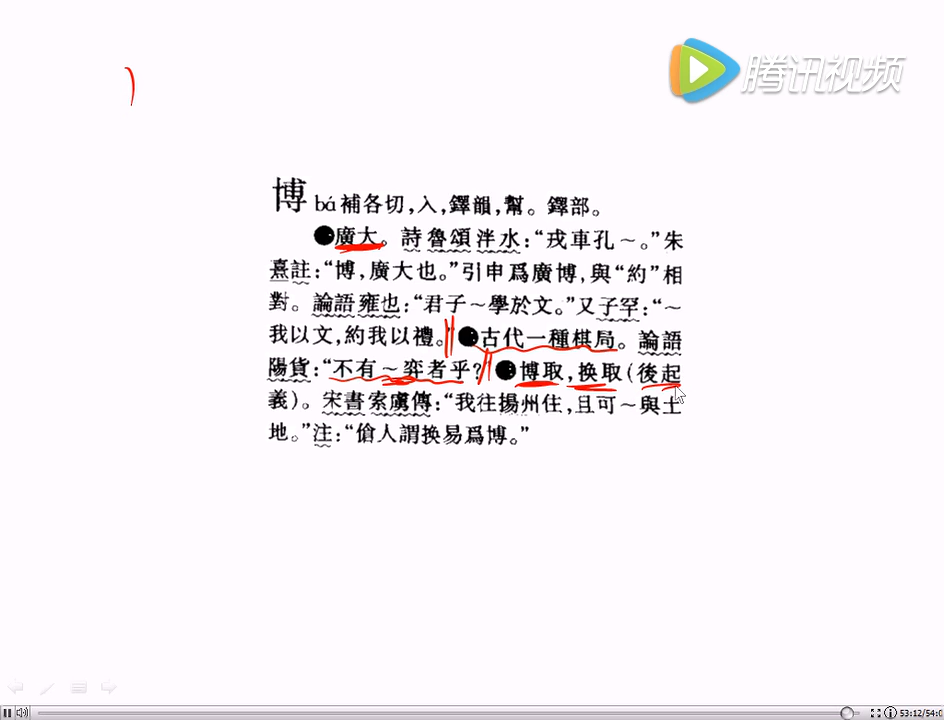 腾讯视频
博 bá補各切,入,鐸韻,幫。鐸部。
●廣大。詩魯頌泮水:“戎車孔~。”朱
熹註:“博,廣大也。”引申爲廣博,與“約”相
對。論語雍也:“君子~學於文。”又子罕:“~
我以文,約我以禮。”●古代一種棋局。論語
陽貨:“不有~弈者乎?”●博取,换取(後起
義)。宋書索虜傳:“我往揚州住,且可~與土
地。”注:“傖人謂换易爲博。”
53:12/54:0